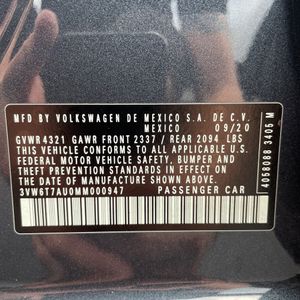 MFD BY VOLKSWAGEN DE MEXICO S.A. DE C.V.
MEXICO 09/20
GVWR 4321 GAWR FRONT 2337 / REAR 2094 LBS
THIS VEHICLE CONFORMS TO ALL APPLICABLE U.S.
FEDERAL MOTOR VEHICLE SAFETY, BUMPER AND
THEFT PREVENTION STANDARDS IN EFFECT ON
THE DATE OF MANUFACTURE SHOWN ABOVE
3VW6T7AU0MM000947 PASSENGER CAR
4058088 3405 M